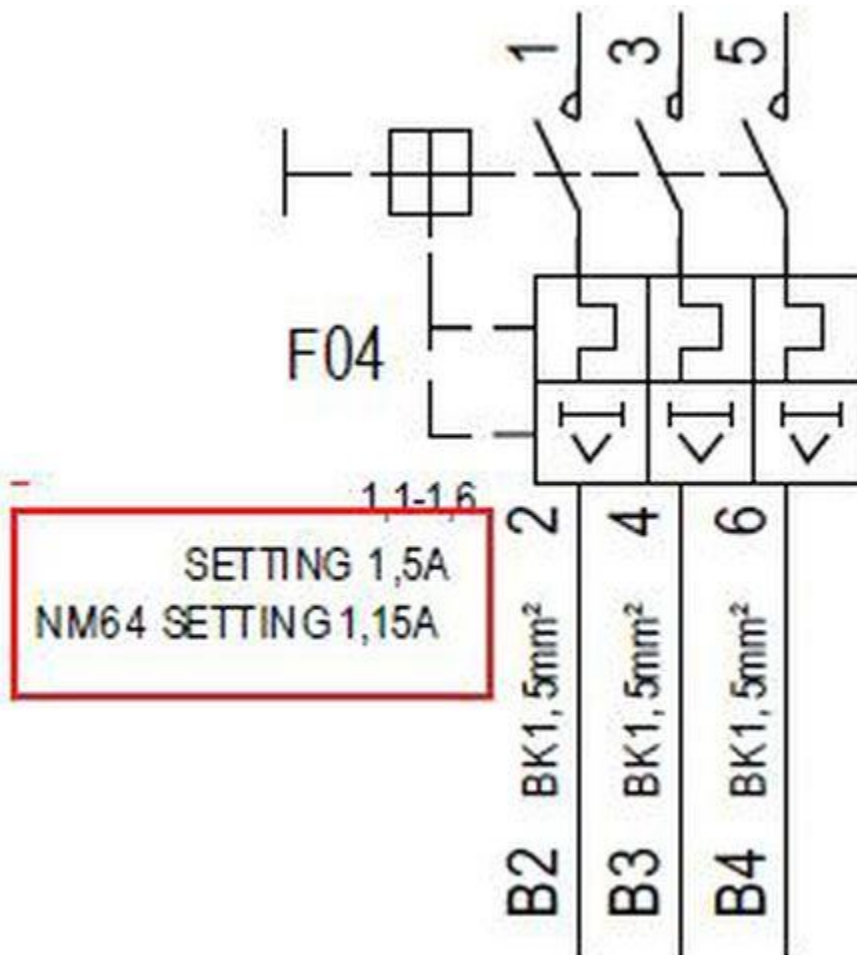 1 3 5
F04
1,1-1,6
SETTING 1,5A
NM64 SETTING 1,15A
2 4 6
BK1,5mm² BK1,5mm² BK1,5mm²
B2 B3 B4